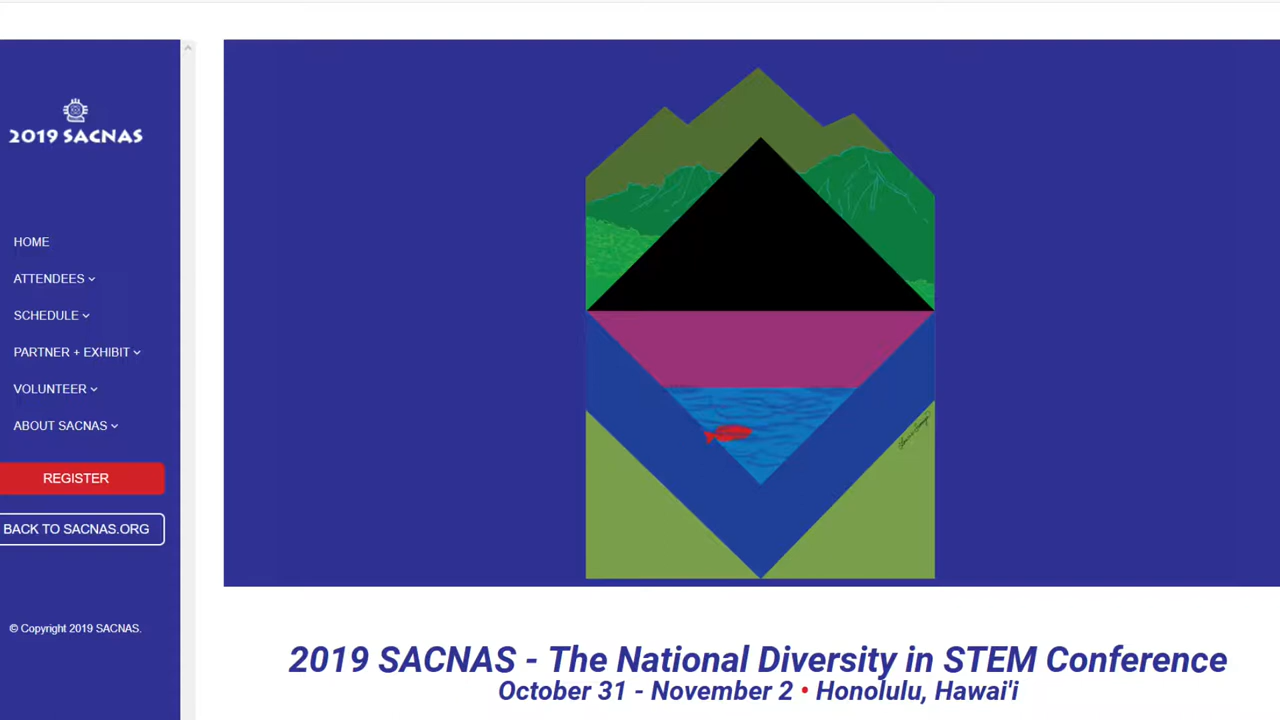 2019 SACNAS
HOME
ATTENDEES
SCHEDULE
PARTNER + EXHIBIT
VOLUNTEER
ABOUT SACNAS
REGISTER
BACK TO SACNAS.ORG
© Copyright 2019 SACNAS.
2019 SACNAS - The National Diversity in STEM Conference
October 31 - November 2 • Honolulu, Hawai'i